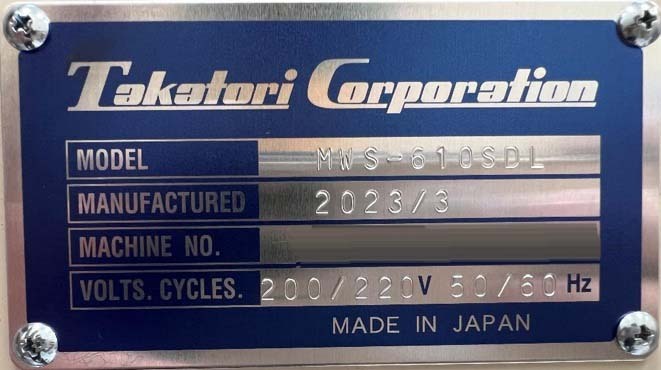 Takatori Corporation
MODEL MWS-610SDL
MANUFACTURED 2023/3
MACHINE NO.
VOLTS. CYCLES. 200/220V 50/60Hz
MADE IN JAPAN